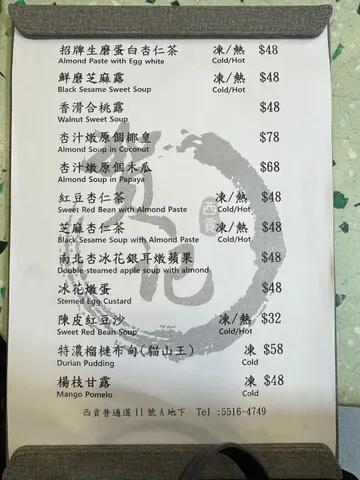 招牌生磨蛋白杏仁茶 凍/熱 $48
Almond Paste with Egg white Cold/Hot
鮮磨芝麻露 凍/熱 $48
Black Sesame Sweet Soup Cold/Hot
香滑合桃露 $48
Walnut Sweet Soup
杏汁燉原個椰皇 $78
Almond Soup in Coconut
杏汁燉原個木瓜 $68
Almond Soup in Papaya
紅豆杏仁茶 凍/熱 $48
Sweet Red Bean with Almond Paste Cold/Hot
芝麻杏仁茶 凍/熱 $48
Black Sesame Soup with Almond Paste Cold/Hot
南北杏冰花銀耳燉蘋果 $48
Double-steamed apple soup with almond
冰花燉蛋 $48
Stemed Egg Custard
陳皮紅豆沙 凍/熱 $32
Sweet Red Bean Soup Cold/Hot
特濃榴槤布甸(貓山王) 凍 $58
Durian Pudding Cold
楊枝甘露 凍 $48
Mango Pomelo Cold
西貢普通道11號A地下 Tel :5516-4749
西貢
記